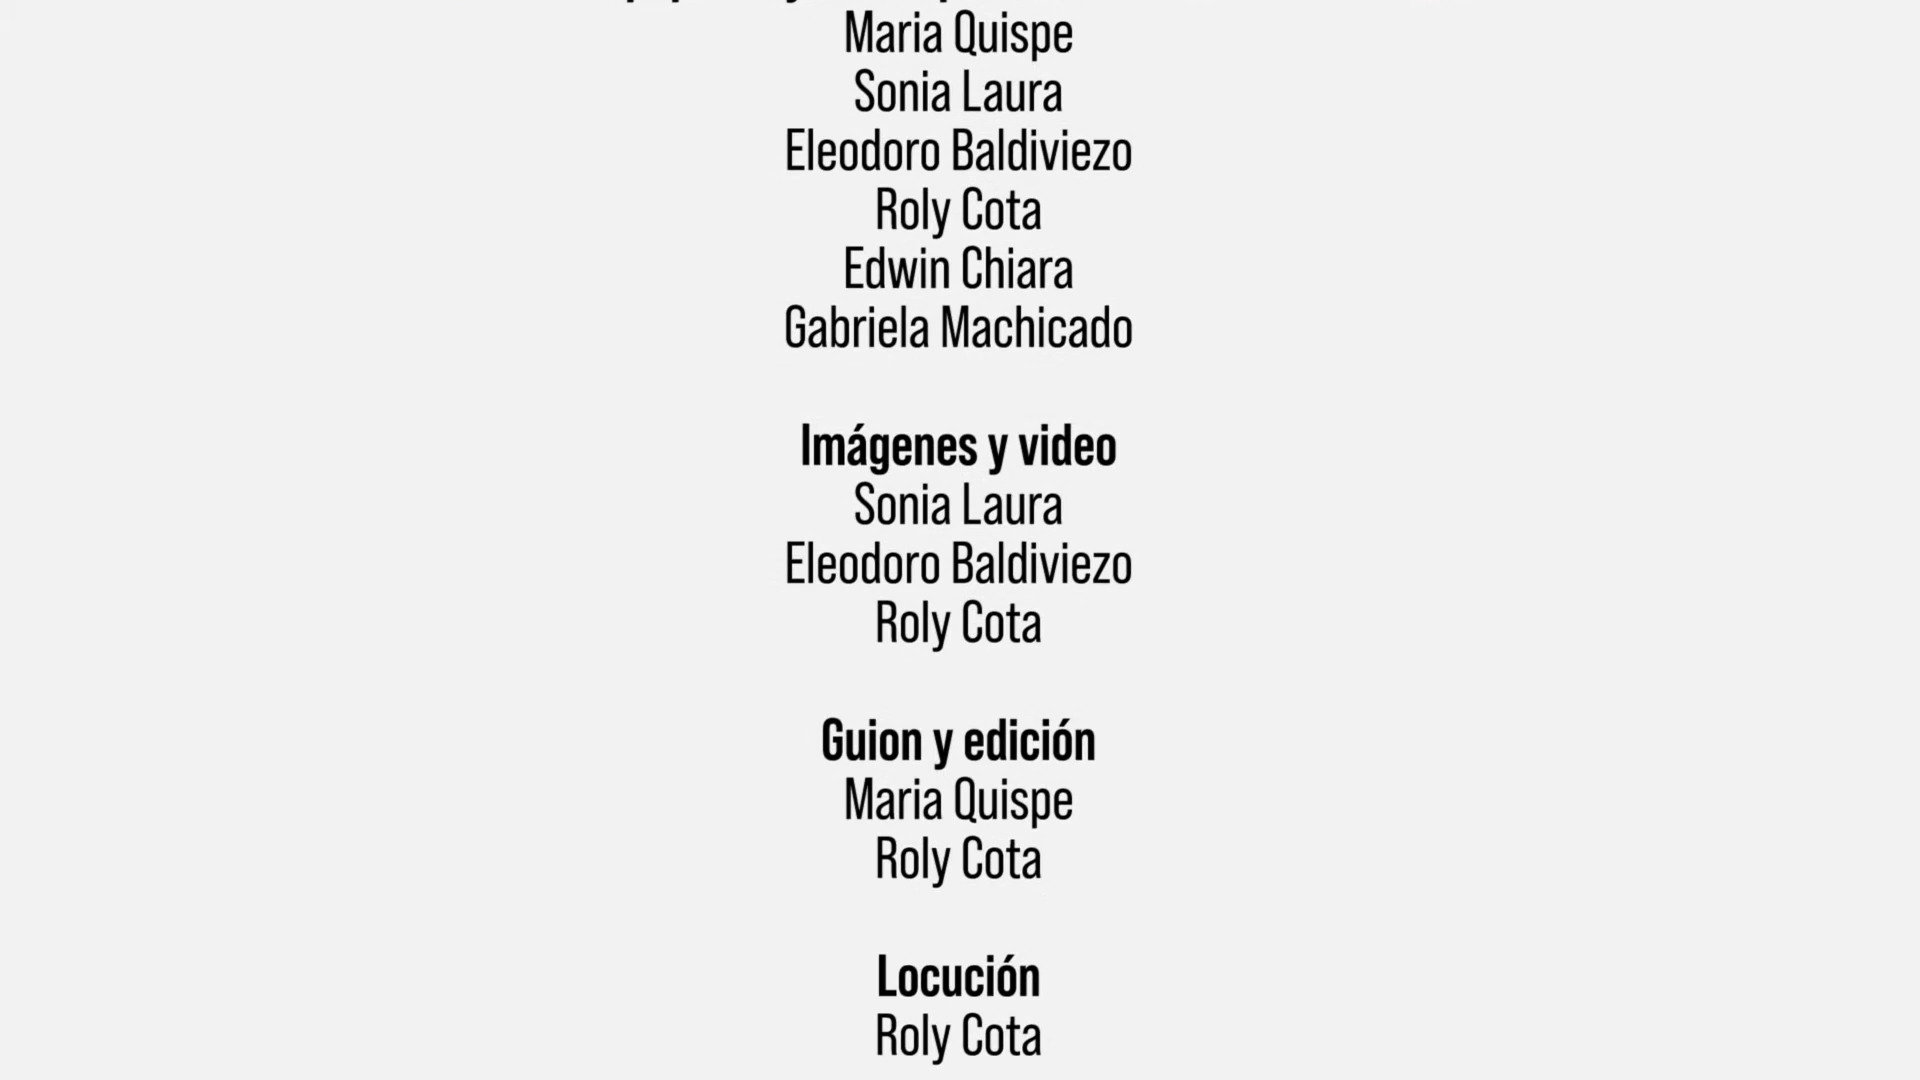 Maria Quispe
Sonia Laura
Eleodoro Baldiviezo
Roly Cota
Edwin Chiara
Gabriela Machicado
Imágenes y video
Sonia Laura
Eleodoro Baldiviezo
Roly Cota
Guion y edición
Maria Quispe
Roly Cota
Locución
Roly Cota